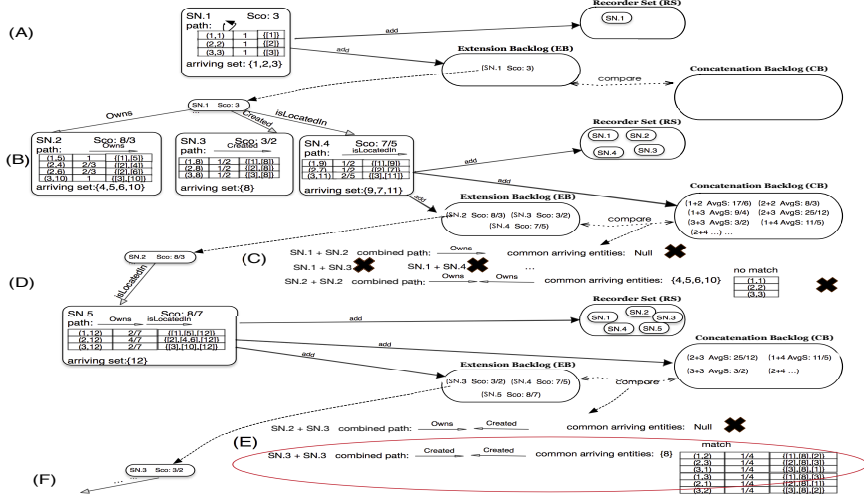 (A)
SN.1 Sco: 3
path:
(1,1) 1 {[1]}
(2,2) 1 {[2]}
(3,3) 1 {[3]}
arriving set: {1,2,3}
add
add
Recorder Set (RS)
SN.1
Extension Backlog (EB)
(SN.1 Sco: 3)
compare
Concatenation Backlog (CB)
SN.1 Sco: 3
...
Owns
Created
isLocatedIn
(B)
SN.2 Sco: 8/3
path: Owns
(1,5) 1 {[1],[5]}
(2,4) 2/3 {[2],[4]}
(2,6) 2/3 {[2],[6]}
(3,10) 1 {[3],[10]}
arriving set:{4,5,6,10}
SN.3 Sco: 3/2
path: Created
(1,8) 1/2 {[1],[8]}
(2,8) 1/2 {[2],[8]}
(3,8) 1/2 {[3],[8]}
arriving set:{8}
SN.4 Sco: 7/5
path: isLocatedIn
(1,9) 1/2 {[1],[9]}
(2,7) 1/2 {[2],[7]}
(3,11) 2/5 {[3],[11]}
arriving set:{9,7,11}
add
add
add
Recorder Set (RS)
SN.1 SN.2
SN.4 SN.3
Extension Backlog (EB)
(SN.2 Sco: 8/3) (SN.3 Sco: 3/2)
(SN.4 Sco: 7/5)
compare
Concatenation Backlog (CB)
(1+2 AvgS: 17/6) (2+2 AvgS: 8/3)
(1+3 AvgS: 9/4) (2+3 AvgS: 25/12)
(3+3 AvgS: 3/2) (1+4 AvgS: 11/5)
(2+4 ...) ...
(C)
SN.1 + SN.2 combined path: Owns common arriving entities: Null
SN.1 + SN.3 SN.1 + SN.4 ...
SN.2 + SN.2 combined path: Owns Owns common arriving entities: {4,5,6,10}
no match
(1,1)
(2,2)
(3,3)
(D)
SN.2 Sco: 8/3
isLocatedIn
SN.5 Sco: 8/7
path: Owns isLocatedIn
(1,12) 2/7 {[1],[5],[12]}
(2,12) 4/7 {[2],[4,6],[12]}
(3,12) 2/7 {[3],[10],[12]}
arriving set:{12}
add
add
add
Recorder Set (RS)
SN.1 SN.2 SN.3
SN.4 SN.5
Extension Backlog (EB)
(SN.3 Sco: 3/2) (SN.4 Sco: 7/5)
(SN.5 Sco: 8/7)
compare
Concatenation Backlog (CB)
(2+3 AvgS: 25/12) (1+4 AvgS: 11/5)
(3+3 AvgS: 3/2) (2+4 ...)
SN.2 + SN.3 combined path: Owns Created common arriving entities: Null
(E)
SN.3 + SN.3 combined path: Created Created common arriving entities: {8}
match
(1,2) 1/4 {[1],[8],[2]}
(2,3) 1/4 {[2],[8],[3]}
(3,1) 1/4 {[3],[8],[1]}
(1,3) 1/4 {[1],[8],[3]}
(2,1) 1/4 {[2],[8],[1]}
(3,2) 1/4 {[3],[8],[2]}
(F)
SN.3 Sco: 3/2